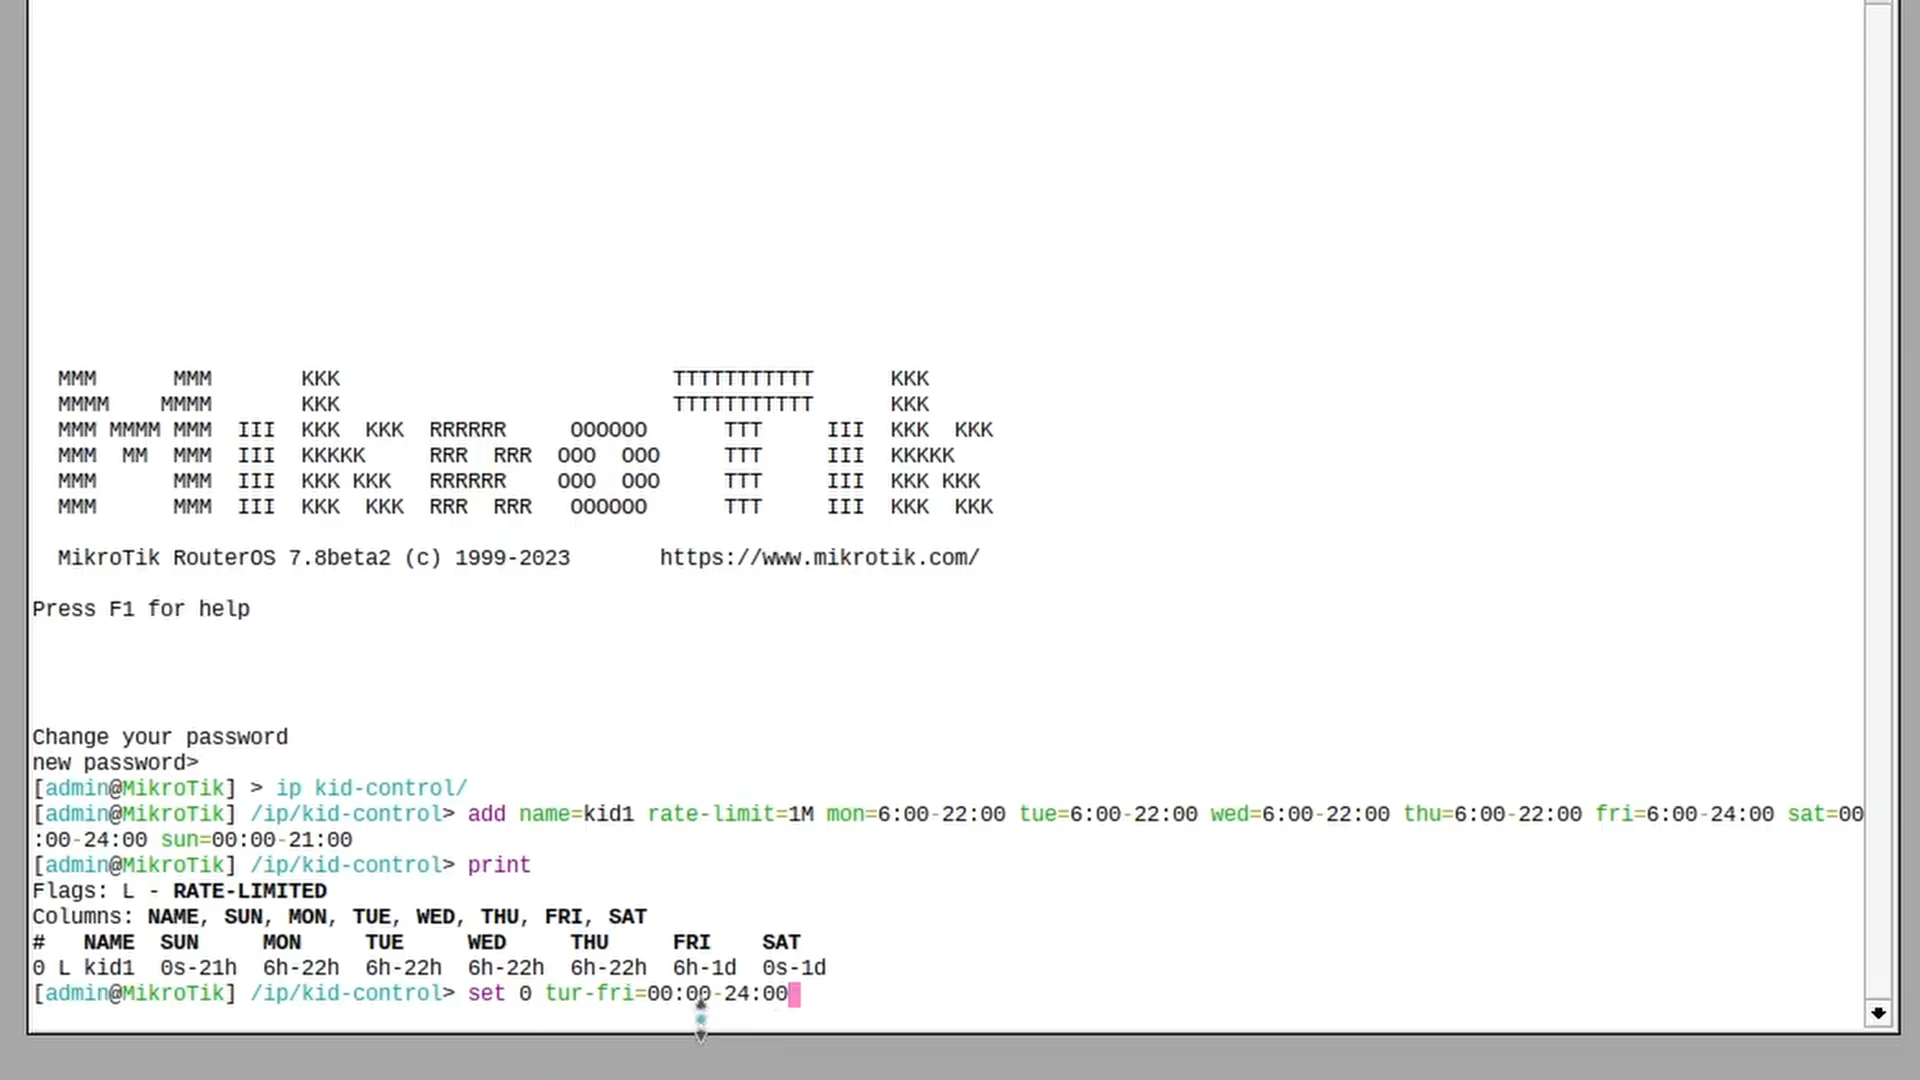 MMM      MMM       KKK                          TTTTTTTTTTT      KKK
MMMM    MMMM       KKK                          TTTTTTTTTTT      KKK
MMM MMMM MMM  III  KKK  KKK  RRRRRR     OOOOOO      TTT     III  KKK  KKK
MMM  MM  MMM  III  KKKKK     RRR  RRR  OOO  OOO     TTT     III  KKKKK
MMM      MMM  III  KKK KKK   RRRRRR    OOO  OOO     TTT     III  KKK KKK
MMM      MMM  III  KKK  KKK  RRR  RRR   OOOOOO      TTT     III  KKK  KKK
MikroTik RouterOS 7.8beta2 (c) 1999-2023       https://www.mikrotik.com/
Press F1 for help
Change your password
new password>
[admin@MikroTik] > ip kid-control/
[admin@MikroTik] /ip/kid-control> add name=kid1 rate-limit=1M mon=6:00-22:00 tue=6:00-22:00 wed=6:00-22:00 thu=6:00-22:00 fri=6:00-24:00 sat=00
:00-24:00 sun=00:00-21:00
[admin@MikroTik] /ip/kid-control> print
Flags: L - RATE-LIMITED
Columns: NAME, SUN, MON, TUE, WED, THU, FRI, SAT
#   NAME  SUN     MON     TUE     WED     THU     FRI    SAT
0 L kid1  0s-21h  6h-22h  6h-22h  6h-22h  6h-22h  6h-1d  0s-1d
[admin@MikroTik] /ip/kid-control> set 0 tur-fri=00:00-24:00